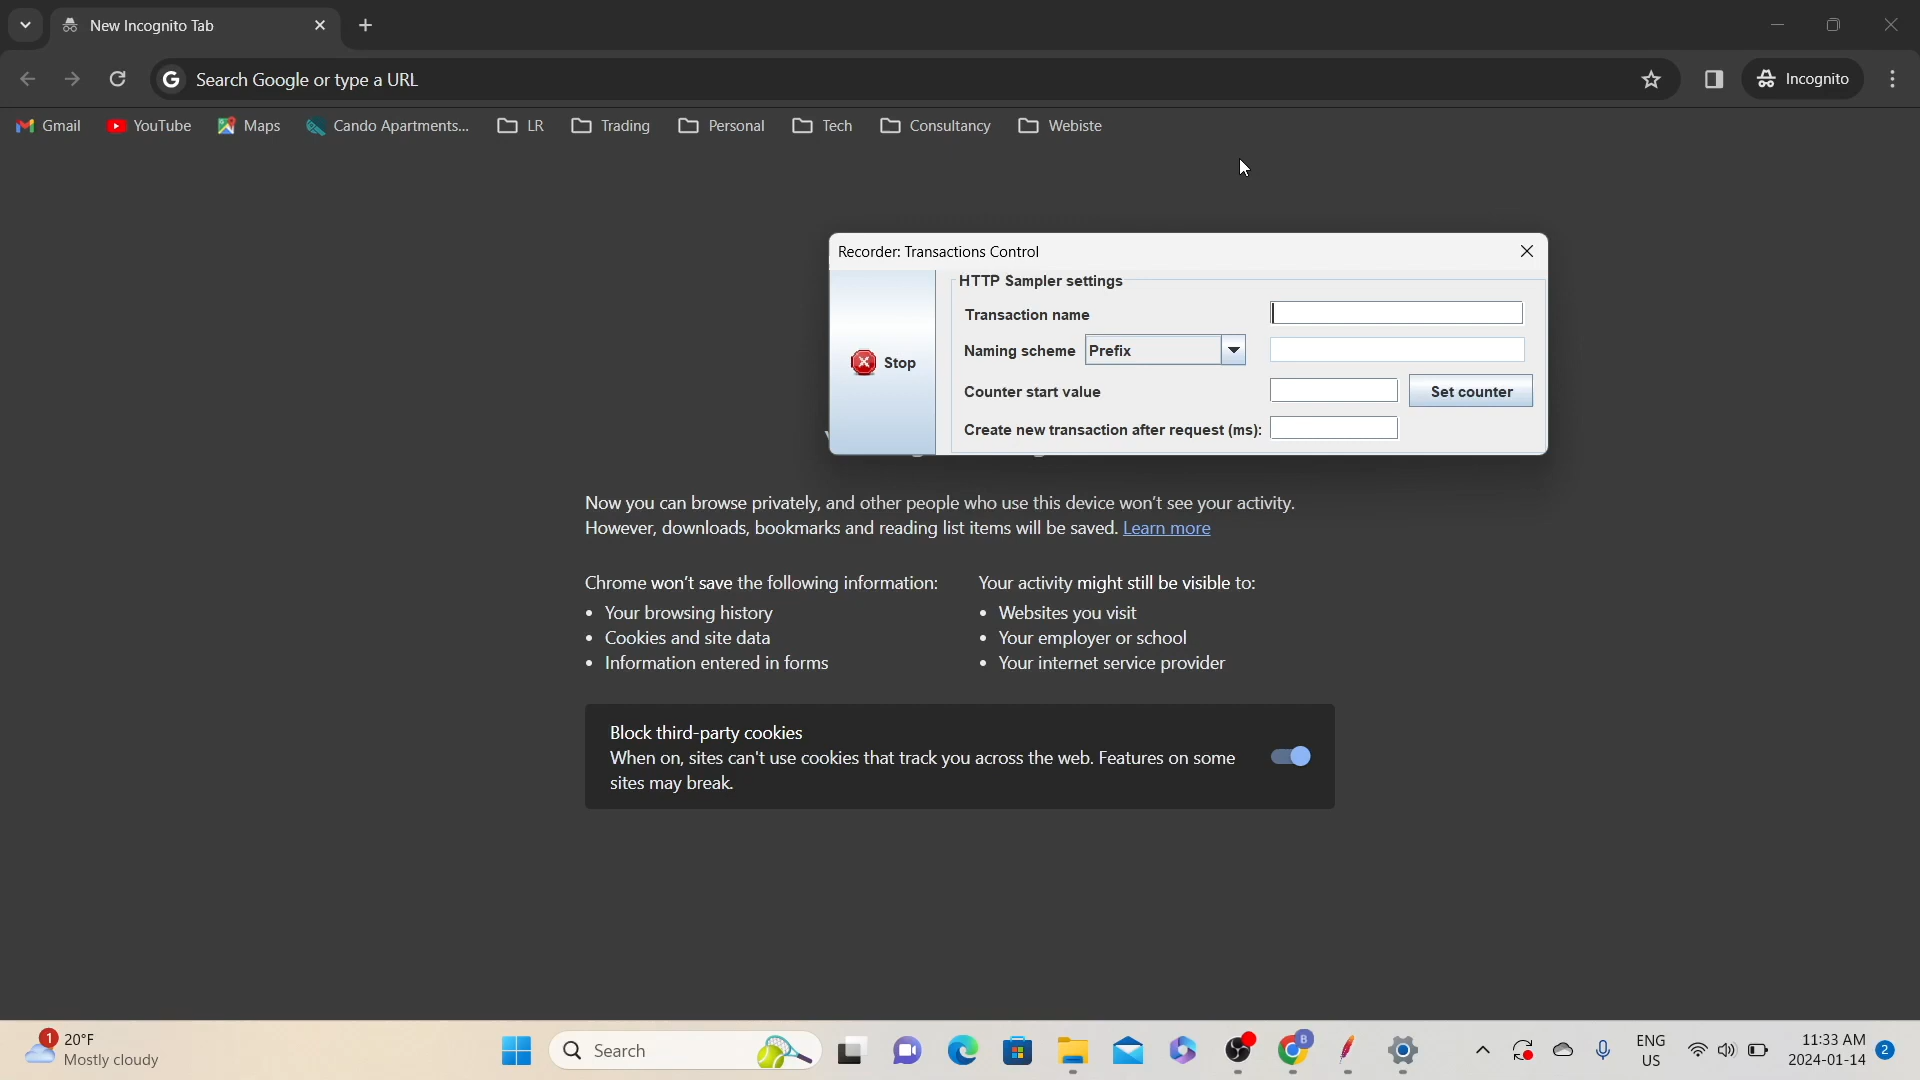 New Incognito Tab
Search Google or type a URL
Incognito
Gmail
YouTube
Maps
Cando Apartments...
LR
Trading
Personal
Tech
Consultancy
Webiste
Recorder: Transactions Control
HTTP Sampler settings
Stop
Transaction name
Naming scheme Prefix
Counter start value
Set counter
Create new transaction after request (ms):
Now you can browse privately, and other people who use this device won't see your activity.
However, downloads, bookmarks and reading list items will be saved. Learn more
Chrome won't save the following information:
• Your browsing history
• Cookies and site data
• Information entered in forms
Your activity might still be visible to:
• Websites you visit
• Your employer or school
• Your internet service provider
Block third-party cookies
When on, sites can't use cookies that track you across the web. Features on some
sites may break.
1
20°F
Mostly cloudy
Search
B
ENG
US
11:33 AM
2024-01-14
2